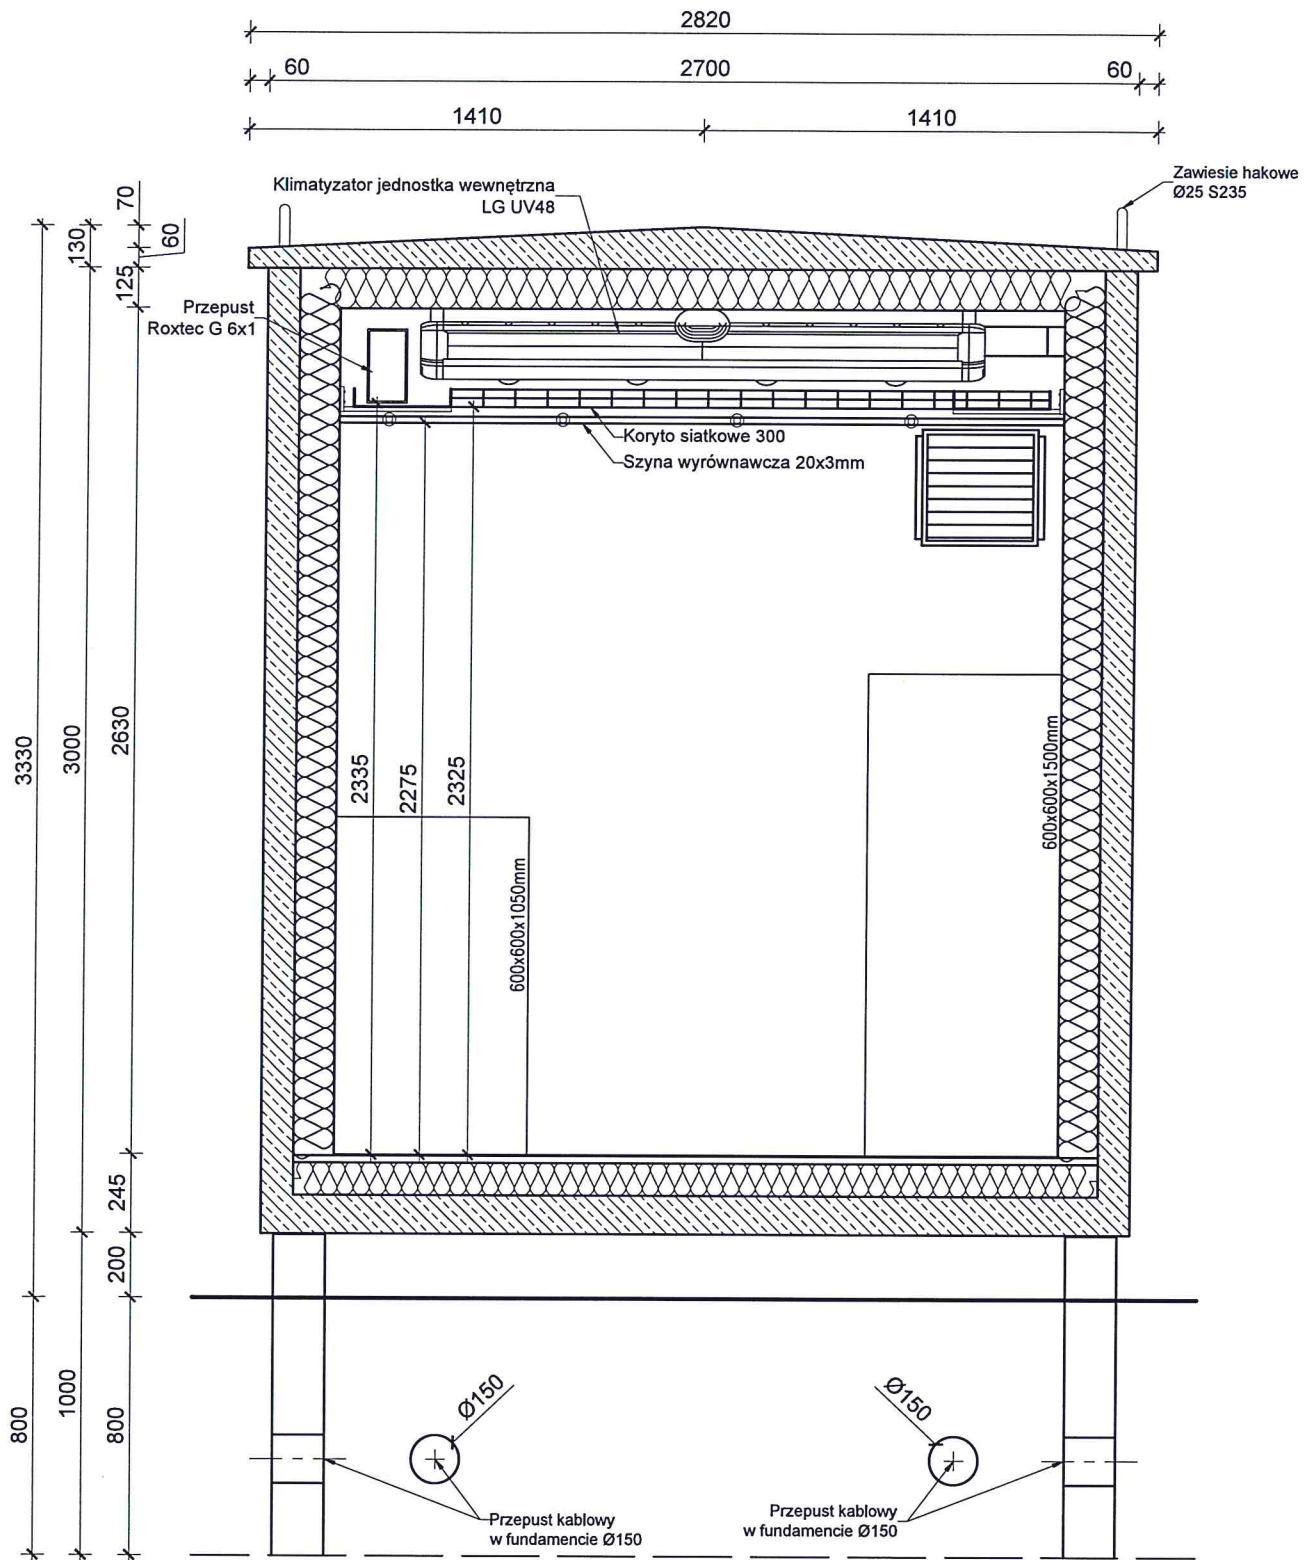 2820
60
2700
60
1410
1410
Klimatyzator jednostka wewnętrzna
LG UV48
Zawiesie hakowe
Ø25 S235
70
130
60
125
Przepust
Roxtec G 6x1
Koryto siatkowe 300
Szyna wyrównawcza 20x3mm
3330
3000
2630
2335
2275
2325
600x600x1500mm
600x600x1050mm
245
200
800
1000
800
Ø150
Ø150
Przepust kablowy
w fundamencie Ø150
Przepust kablowy
w fundamencie Ø150